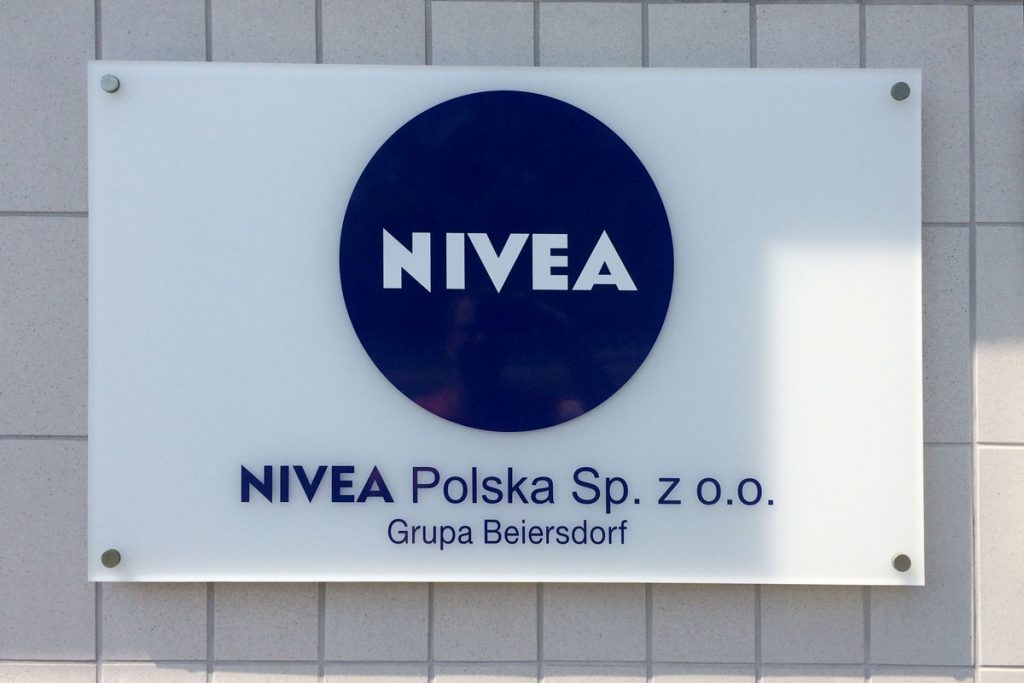 NIVEA
NIVEA Polska Sp. z o.o.
Grupa Beiersdorf